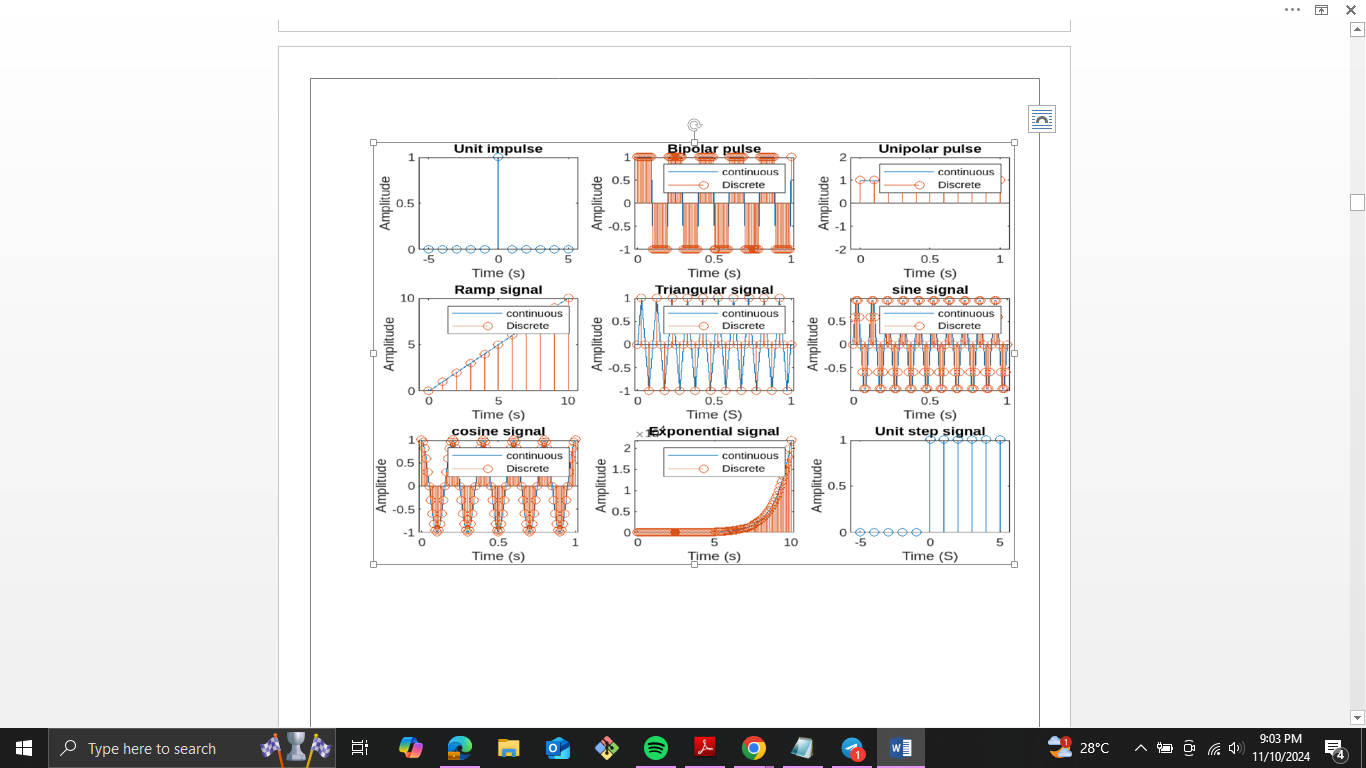 Unit impulse
1
0.5
0
-5 0 5
Amplitude
Time (s)
Bipolar pulse
continuous
Discrete
1
0.5
0
-0.5
-1
0 0.5 1
Amplitude
Time (s)
Unipolar pulse
continuous
Discrete
2
1
0
-1
-2
0 0.5 1
Amplitude
Time (s)
Ramp signal
continuous
Discrete
10
5
0
0 5 10
Amplitude
Time (s)
Triangular signal
continuous
Discrete
1
0.5
0
-0.5
-1
0 0.5 1
Amplitude
Time (S)
sine signal
continuous
Discrete
0.5
0
-0.5
0 0.5 1
Amplitude
Time (s)
cosine signal
continuous
Discrete
1
0.5
0
-0.5
-1
0 0.5 1
Amplitude
Time (s)
Exponential signal
continuous
Discrete
2
1.5
1
0.5
0
0 5 10
Amplitude
Time (s)
Unit step signal
1
0.5
0
-5 0 5
Amplitude
Time (S)
Type here to search
1
1
28°C
9:03 PM
11/10/2024
4